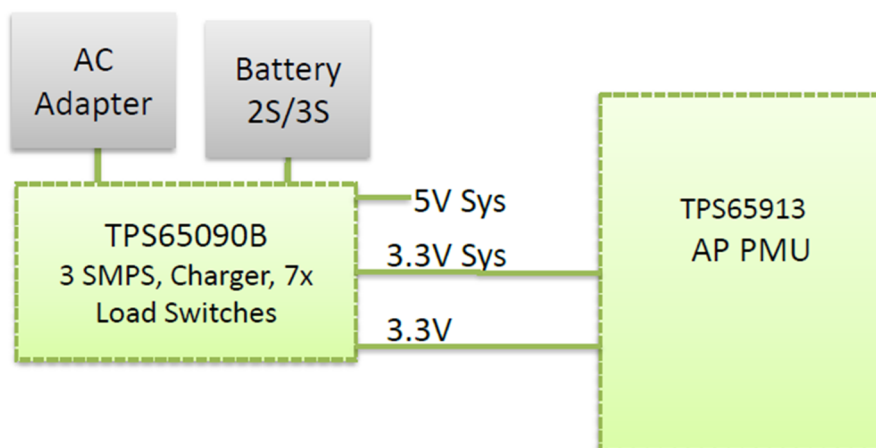 AC
Adapter
Battery
2S/3S
TPS65090B
3 SMPS, Charger, 7x
Load Switches
5V Sys
3.3V Sys
3.3V
TPS65913
AP PMU